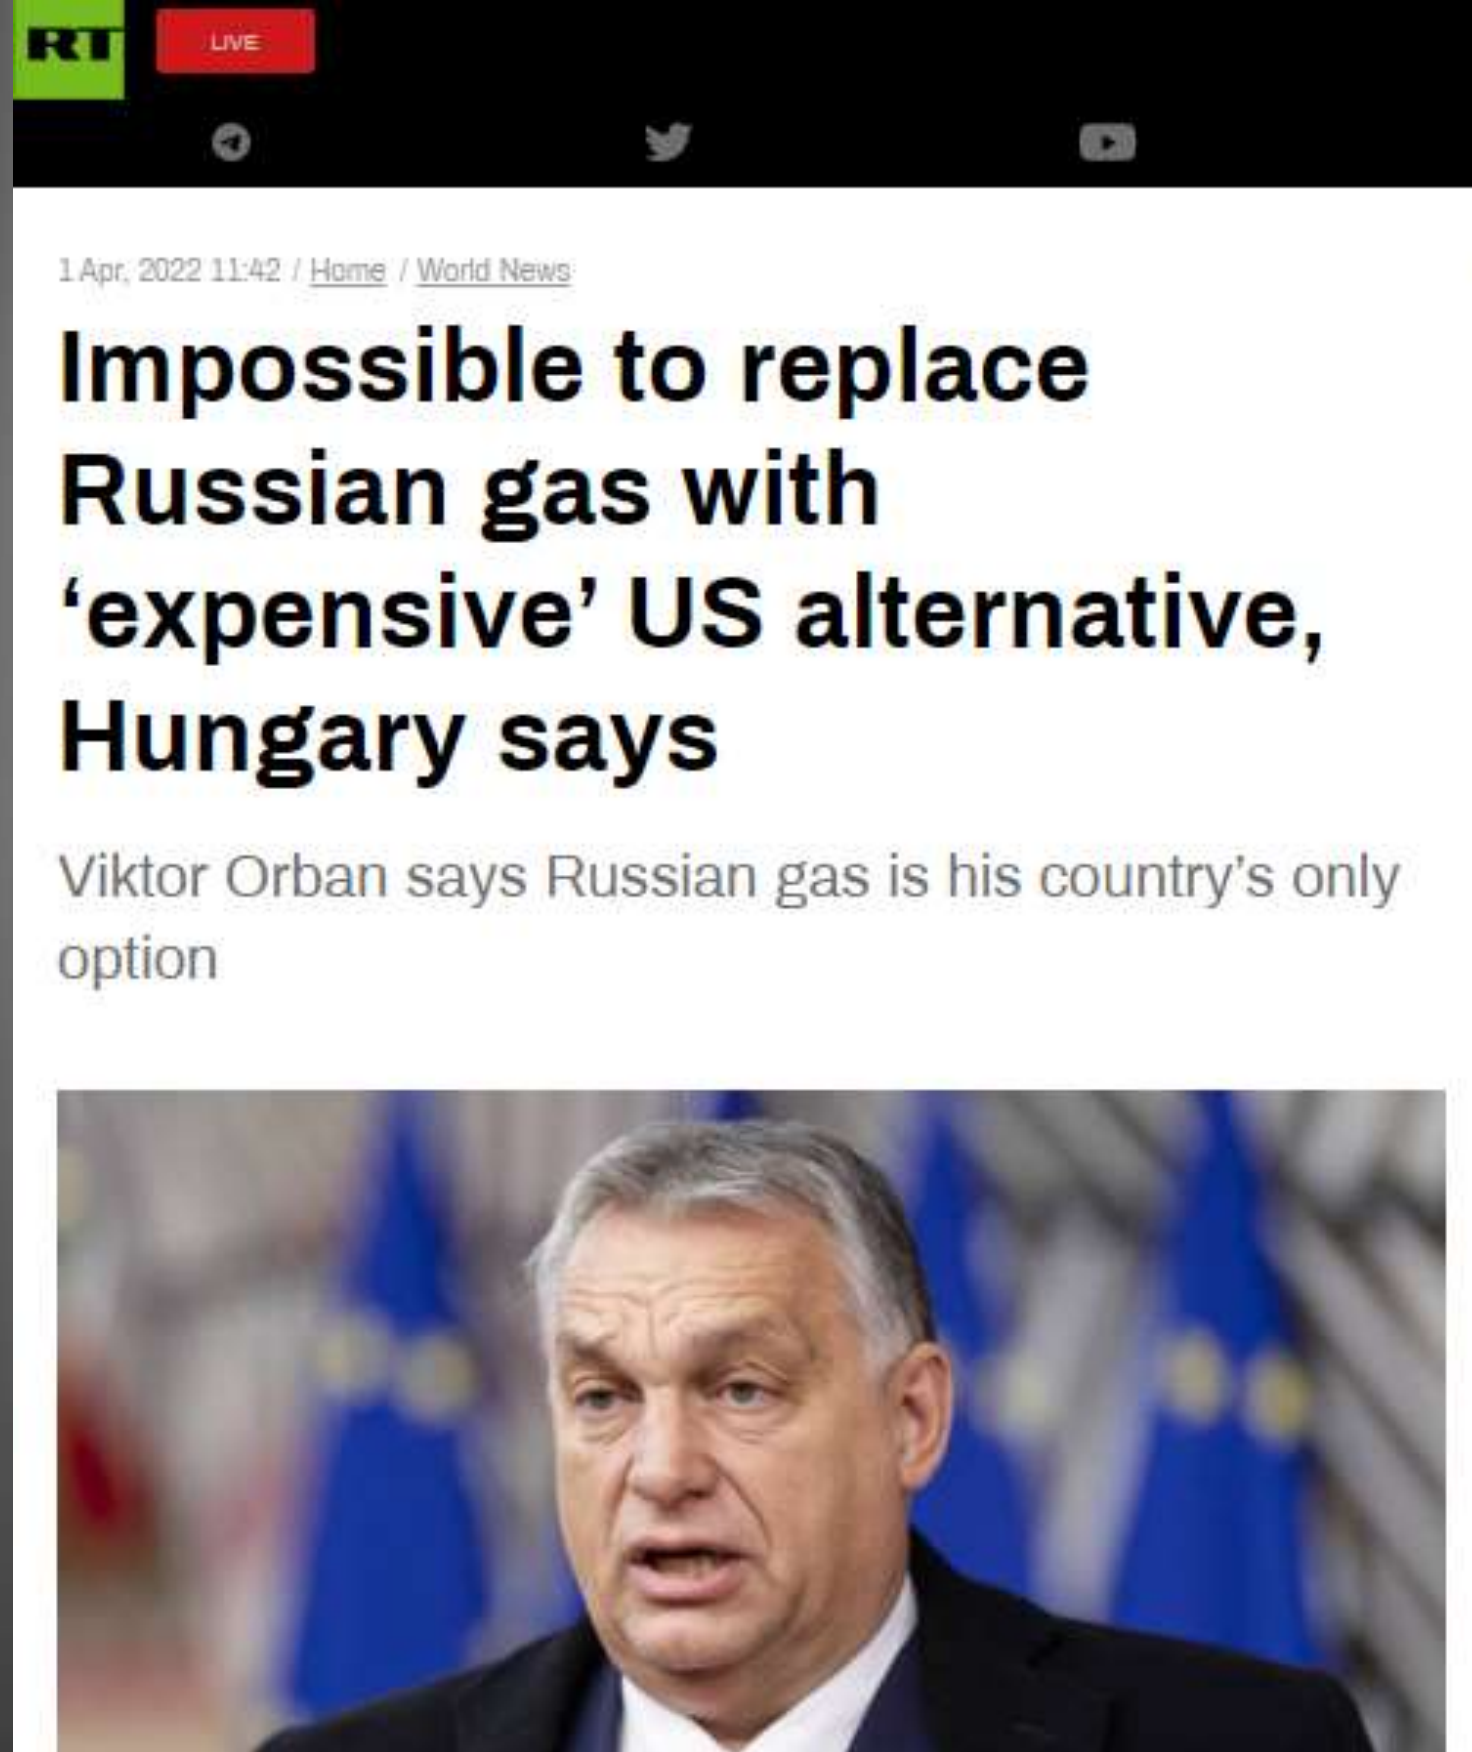 RT
LIVE
1 Apr, 2022 11:42 / Home / World News
Impossible to replace
Russian gas with
‘expensive’ US alternative,
Hungary says
Viktor Orban says Russian gas is his country’s only
option